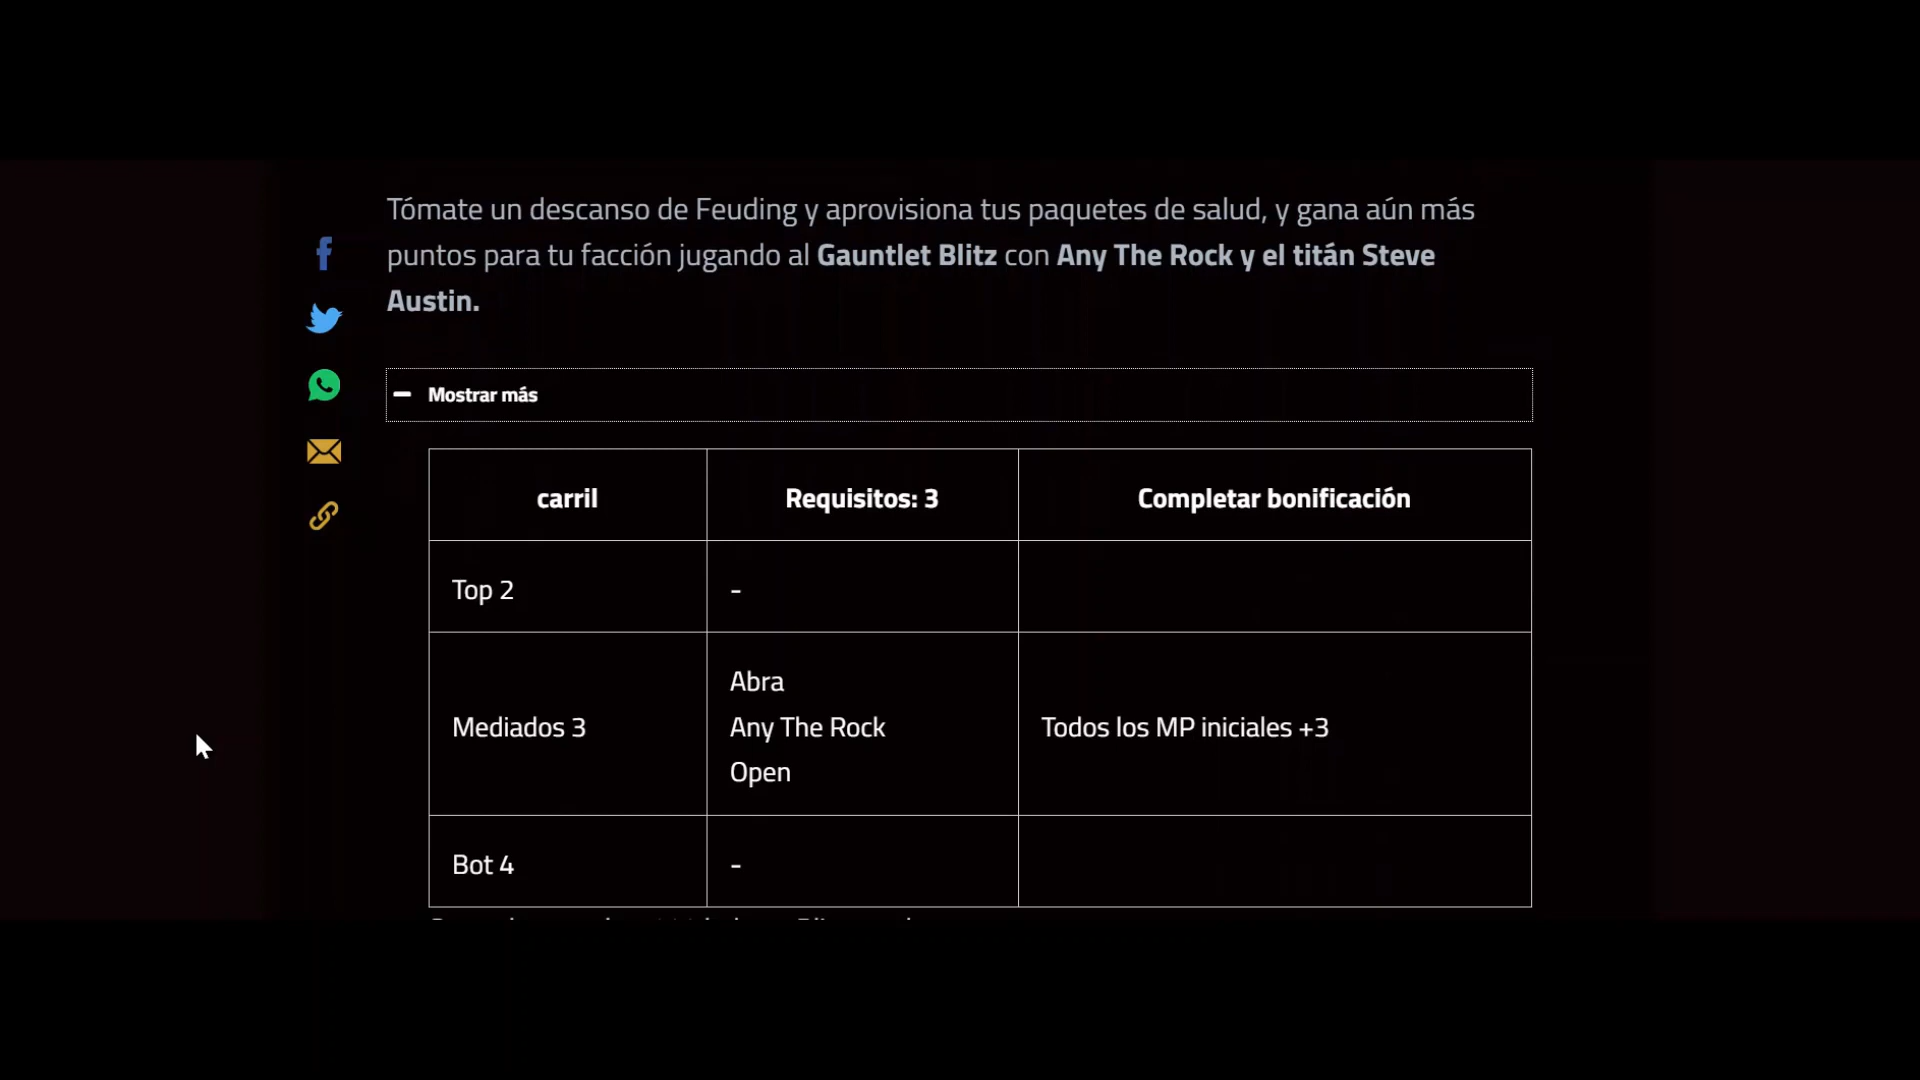 Tómate un descanso de Feuding y aprovisiona tus paquetes de salud, y gana aún más
puntos para tu facción jugando al Gauntlet Blitz con Any The Rock y el titán Steve
Austin.
Mostrar más
carril Requisitos: 3 Completar bonificación
Top 2 -
Abra
Mediados 3 Any The Rock Todos los MP iniciales +3
Open
Bot 4 -